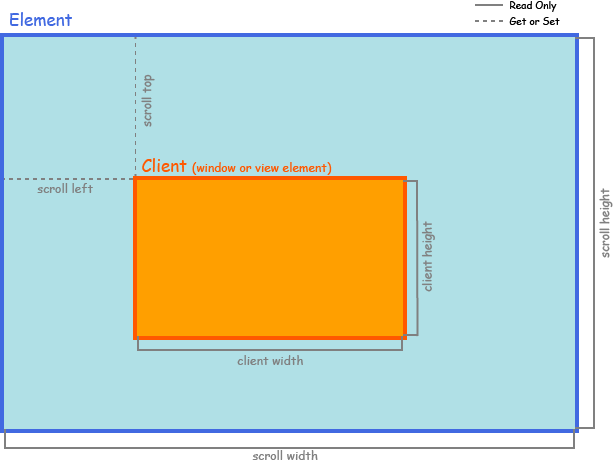 Read Only
Element
Get or Set
scroll top
Client (window or view element)
scroll left
client height
scroll height
client width
scroll width